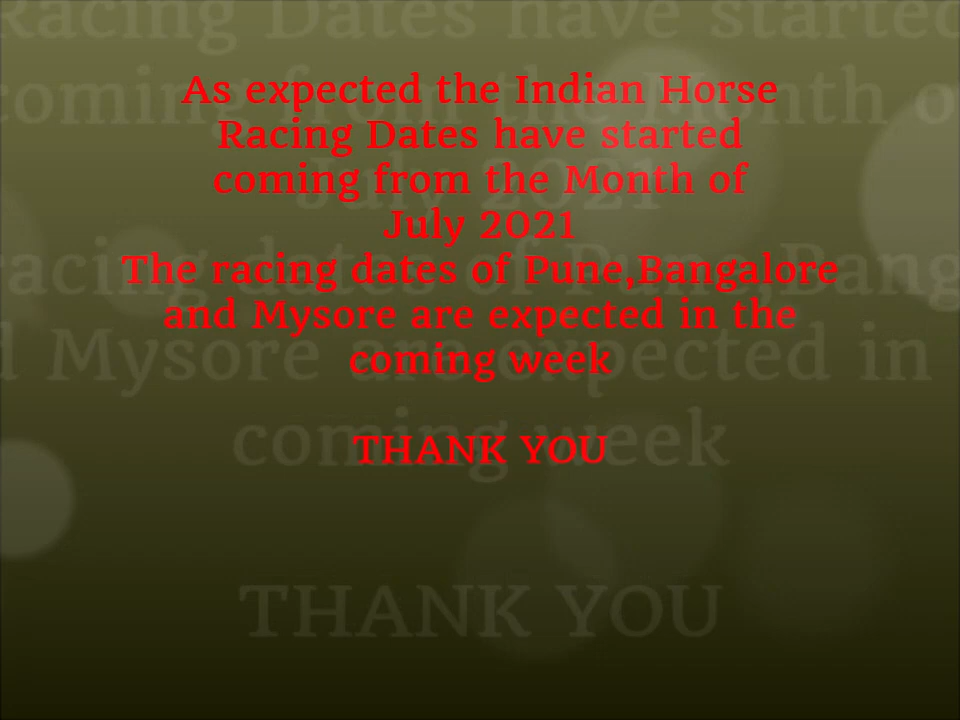 As expected the Indian Horse
Racing Dates have started
coming from the Month of
July 2021
The racing dates of Pune,Bangalore
and Mysore are expected in the
coming week
THANK YOU